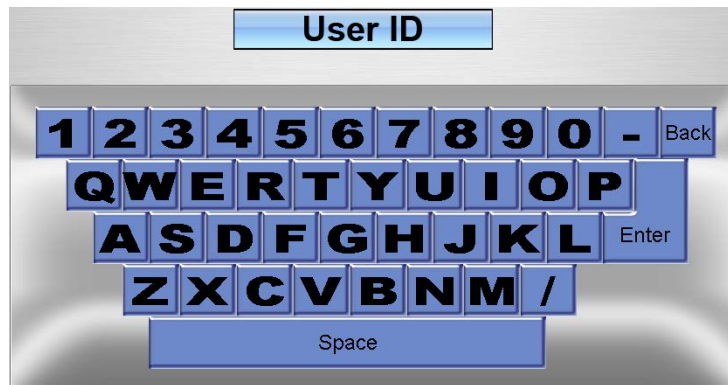 User ID
1 2 3 4 5 6 7 8 9 0 - Back
Q W E R T Y U I O P
A S D F G H J K L Enter
Z X C V B N M /
Space